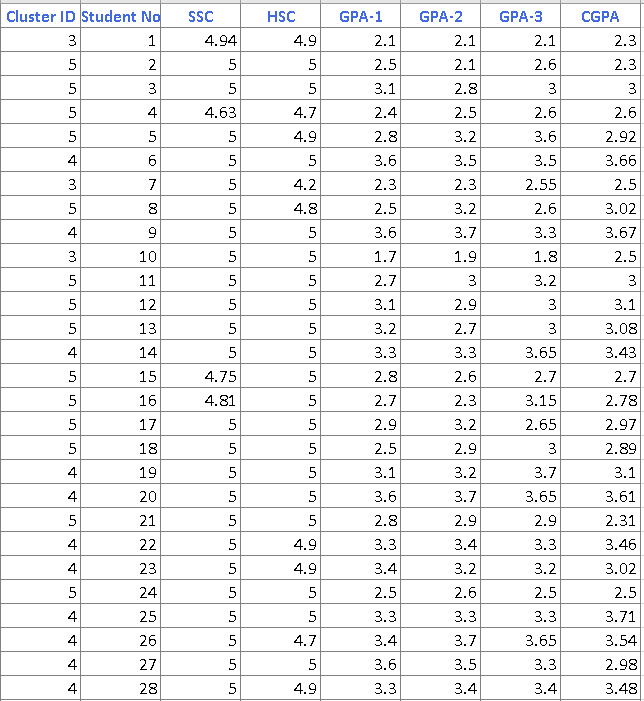 Cluster ID Student No SSC HSC GPA-1 GPA-2 GPA-3 CGPA
3 1 4.94 4.9 2.1 2.1 2.1 2.3
5 2 5 5 2.5 2.1 2.6 2.3
5 3 5 5 3.1 2.8 3 3
5 4 4.63 4.7 2.4 2.5 2.6 2.6
5 5 5 4.9 2.8 3.2 3.6 2.92
4 6 5 5 3.6 3.5 3.5 3.66
3 7 5 4.2 2.3 2.3 2.55 2.5
5 8 5 4.8 2.5 3.2 2.6 3.02
4 9 5 5 3.6 3.7 3.3 3.67
3 10 5 5 1.7 1.9 1.8 2.5
5 11 5 5 2.7 3 3.2 3
5 12 5 5 3.1 2.9 3 3.1
5 13 5 5 3.2 2.7 3 3.08
4 14 5 5 3.3 3.3 3.65 3.43
5 15 4.75 5 2.8 2.6 2.7 2.7
5 16 4.81 5 2.7 2.3 3.15 2.78
5 17 5 5 2.9 3.2 2.65 2.97
5 18 5 5 2.5 2.9 3 2.89
4 19 5 5 3.1 3.2 3.7 3.1
4 20 5 5 3.6 3.7 3.65 3.61
5 21 5 5 2.8 2.9 2.9 2.31
4 22 5 4.9 3.3 3.4 3.3 3.46
4 23 5 4.9 3.4 3.2 3.2 3.02
5 24 5 5 2.5 2.6 2.5 2.5
4 25 5 5 3.3 3.3 3.3 3.71
4 26 5 4.7 3.4 3.7 3.65 3.54
4 27 5 5 3.6 3.5 3.3 2.98
4 28 5 4.9 3.3 3.4 3.4 3.48